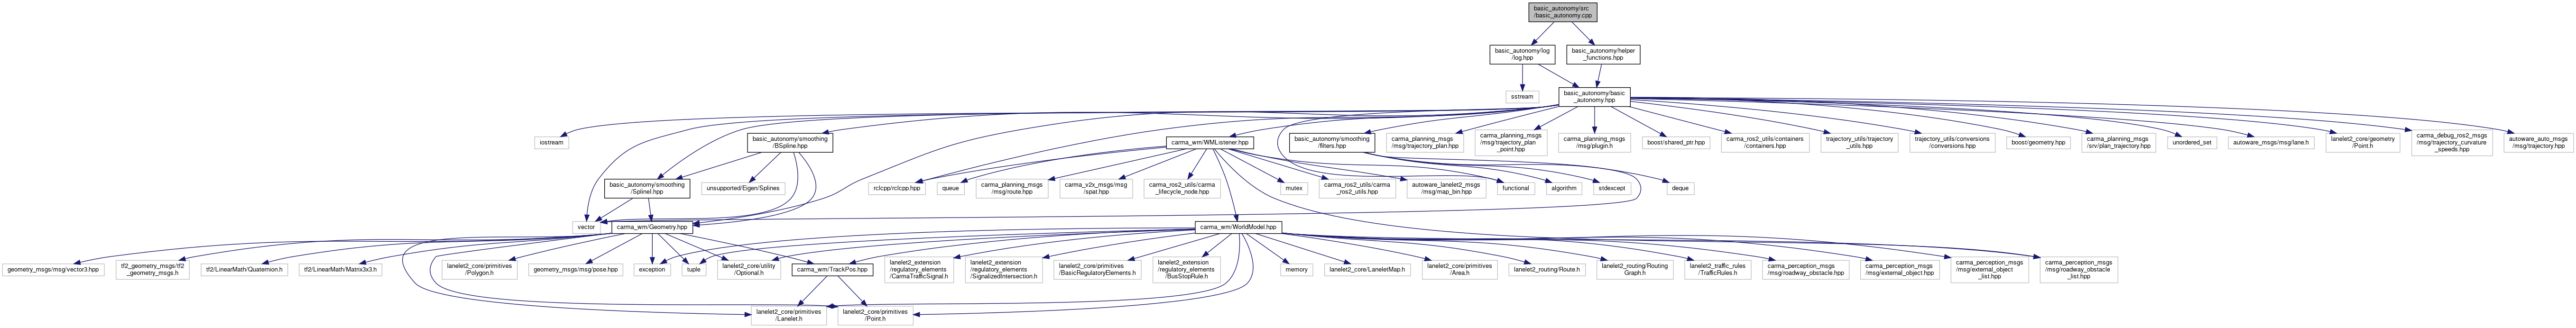 basic_autonomy/src
/basic_autonomy.cpp
basic_autonomy/log
/log.hpp
basic_autonomy/helper
_functions.hpp
sstream
basic_autonomy/basic
_autonomy.hpp
iostream
basic_autonomy/smoothing
/BSpline.hpp
carma_wm/WMListener.hpp
basic_autonomy/smoothing
/filters.hpp
carma_planning_msgs
/msg/trajectory_plan.hpp
carma_planning_msgs
/msg/trajectory_plan
_point.hpp
carma_planning_msgs
/msg/plugin.h
boost/shared_ptr.hpp
carma_ros2_utils/containers
/containers.hpp
trajectory_utils/trajectory
_utils.hpp
trajectory_utils/conversions
/conversions.hpp
boost/geometry.hpp
carma_planning_msgs
/srv/plan_trajectory.hpp
unordered_set
autoware_msgs/msg/lane.h
lanelet2_core/geometry
/Point.h
carma_debug_ros2_msgs
/msg/trajectory_curvature
_speeds.hpp
autoware_auto_msgs
/msg/trajectory.hpp
basic_autonomy/smoothing
/SplineI.hpp
unsupported/Eigen/Splines
rclcpp/rclcpp.hpp
queue
carma_planning_msgs
/msg/route.hpp
carma_v2x_msgs/msg
/spat.hpp
carma_ros2_utils/carma
_lifecycle_node.hpp
mutex
carma_ros2_utils/carma
_ros2_utils.hpp
autoware_lanelet2_msgs
/msg/map_bin.hpp
functional
algorithm
stdexcept
deque
vector
carma_wm/Geometry.hpp
carma_wm/WorldModel.hpp
geometry_msgs/msg/vector3.hpp
tf2_geometry_msgs/tf2
_geometry_msgs.h
tf2/LinearMath/Quaternion.h
tf2/LinearMath/Matrix3x3.h
lanelet2_core/primitives
/Polygon.h
geometry_msgs/msg/pose.hpp
exception
tuple
lanelet2_core/utility
/Optional.h
carma_wm/TrackPos.hpp
lanelet2_extension
/regulatory_elements
/CarmaTrafficSignal.h
lanelet2_extension
/regulatory_elements
/SignalizedIntersection.h
lanelet2_core/primitives
/BasicRegulatoryElements.h
lanelet2_extension
/regulatory_elements
/BusStopRule.h
memory
lanelet2_core/LaneletMap.h
lanelet2_core/primitives
/Area.h
lanelet2_routing/Route.h
lanelet2_routing/Routing
Graph.h
lanelet2_traffic_rules
/TrafficRules.h
carma_perception_msgs
/msg/roadway_obstacle.hpp
carma_perception_msgs
/msg/external_object.hpp
carma_perception_msgs
/msg/external_object
_list.hpp
carma_perception_msgs
/msg/roadway_obstacle
_list.hpp
lanelet2_core/primitives
/Lanelet.h
lanelet2_core/primitives
/Point.h